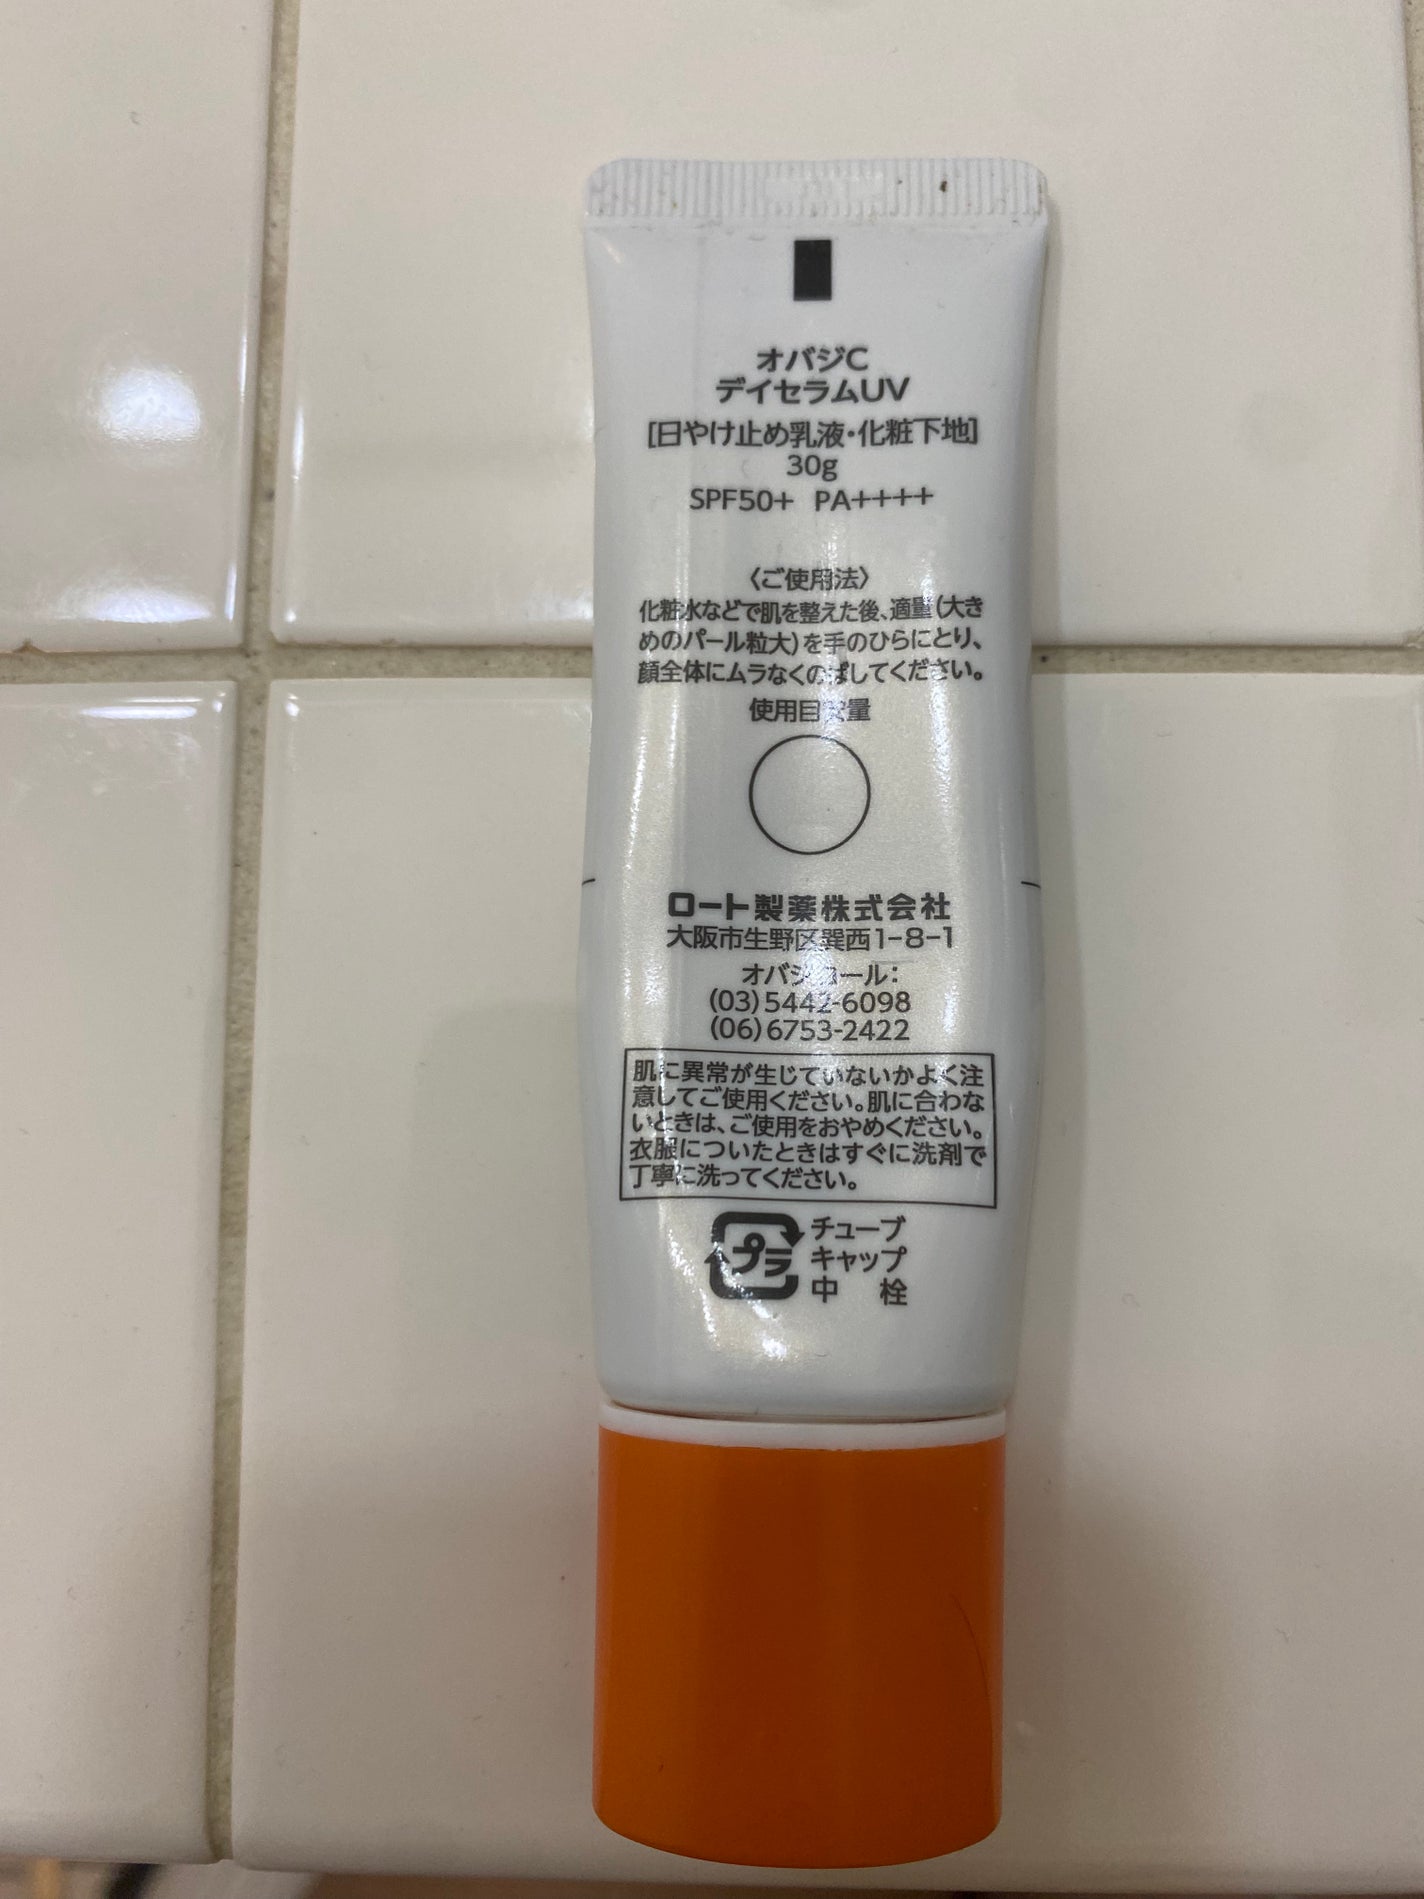 オバジC
デイセラムUV
[日やけ止め乳液・化粧下地]
30g
SPF50+ PA++++
〈ご使用法〉
化粧水などで肌を整えた後、適量(大き
めのパール粒大)を手のひらにとり、
顔全体にムラなくのばしてください。
使用目安量
ロート製薬株式会社
大阪市生野区巽西1-8-1
オバジコール:
(03)5442-6098
(06)6753-2422
肌に異常が生じていないかよく注
意してご使用ください。肌に合わな
いときは、ご使用をおやめください。
衣服についたときはすぐに洗剤で
丁寧に洗ってください。
プラ チューブ
キャップ
中 栓